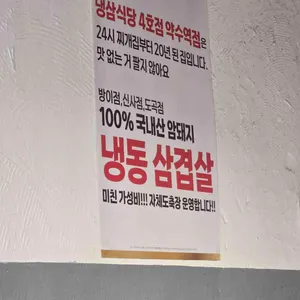 냉삼식당 4호점 약수역점은
24시 찌개집부터 20년 된 집입니다.
맛 없는 거 팔지 않아요
방이점,신사점,도곡점
100% 국내산 암돼지
냉동 삼겹살
미친 가성비!!! 자체도축장 운영합니다!!